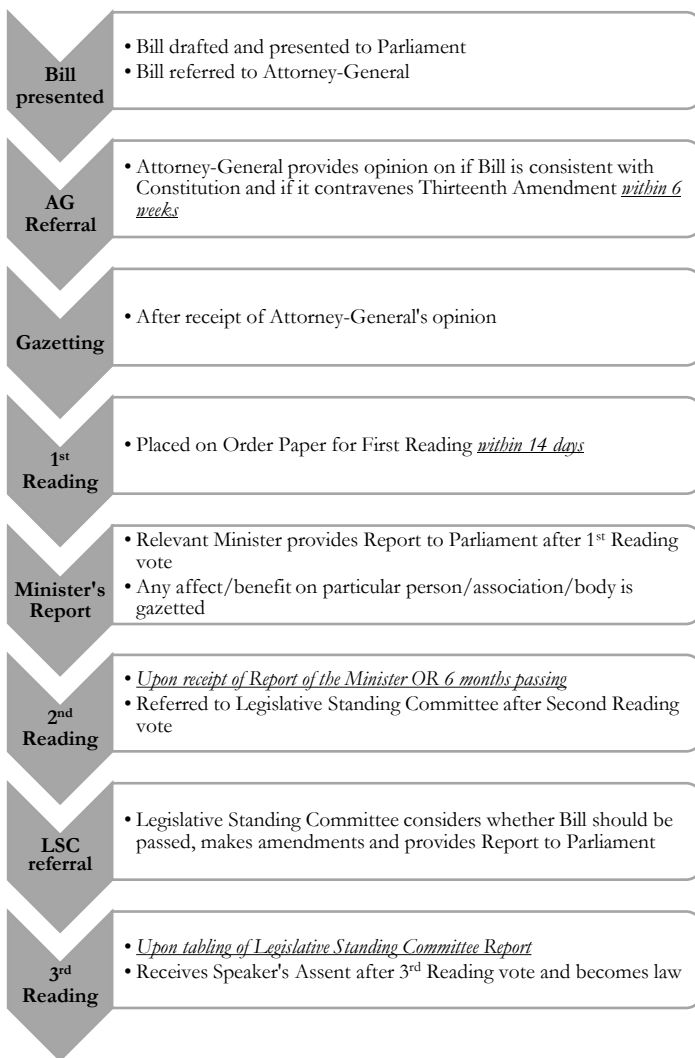 Bill
presented
• Bill drafted and presented to Parliament
• Bill referred to Attorney-General
AG
Referral
• Attorney-General provides opinion on if Bill is consistent with
Constitution and if it contravenes Thirteenth Amendment within 6
weeks
Gazetting
• After receipt of Attorney-General's opinion
1st
Reading
• Placed on Order Paper for First Reading within 14 days
Minister's
Report
• Relevant Minister provides Report to Parliament after 1st Reading
vote
• Any affect/benefit on particular person/association/body is
gazetted
2nd
Reading
• Upon receipt of Report of the Minister OR 6 months passing
• Referred to Legislative Standing Committee after Second Reading
vote
LSC
referral
• Legislative Standing Committee considers whether Bill should be
passed, makes amendments and provides Report to Parliament
3rd
Reading
• Upon tabling of Legislative Standing Committee Report
• Receives Speaker's Assent after 3rd Reading vote and becomes law